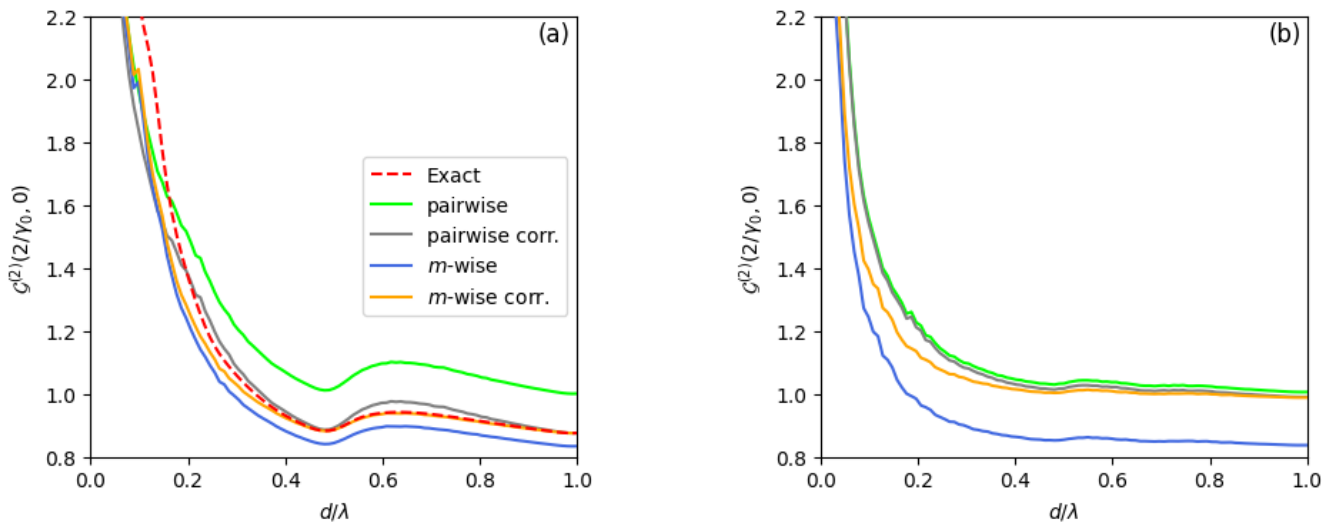 (a)
2.2
2.0
1.8
1.6
1.4
1.2
1.0
0.8
𝒢⁽²⁾(2/γ₀, 0)
Exact
pairwise
pairwise corr.
m-wise
m-wise corr.
0.0 0.2 0.4 0.6 0.8 1.0
d/λ
(b)
2.2
2.0
1.8
1.6
1.4
1.2
1.0
0.8
𝒢⁽²⁾(2/γ₀, 0)
0.0 0.2 0.4 0.6 0.8 1.0
d/λ